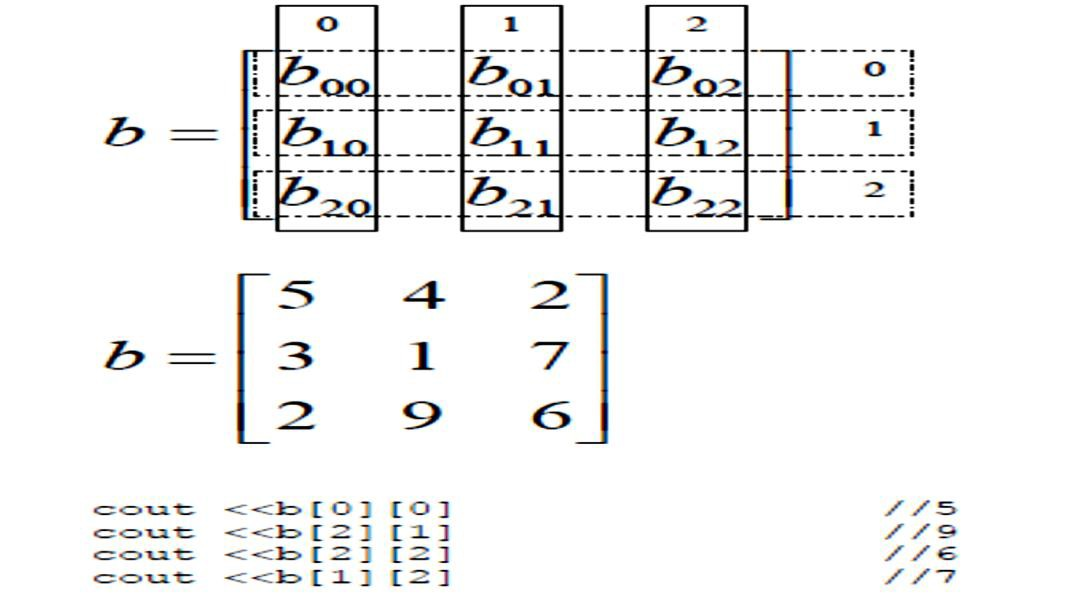 0 1 2
b00 b01 b02 0
b = b10 b11 b12 1
b20 b21 b22 2
5 4 2
b = 3 1 7
2 9 6
cout <<b[0][0] //5
cout <<b[2][1] //9
cout <<b[2][2] //6
cout <<b[1][2] //7